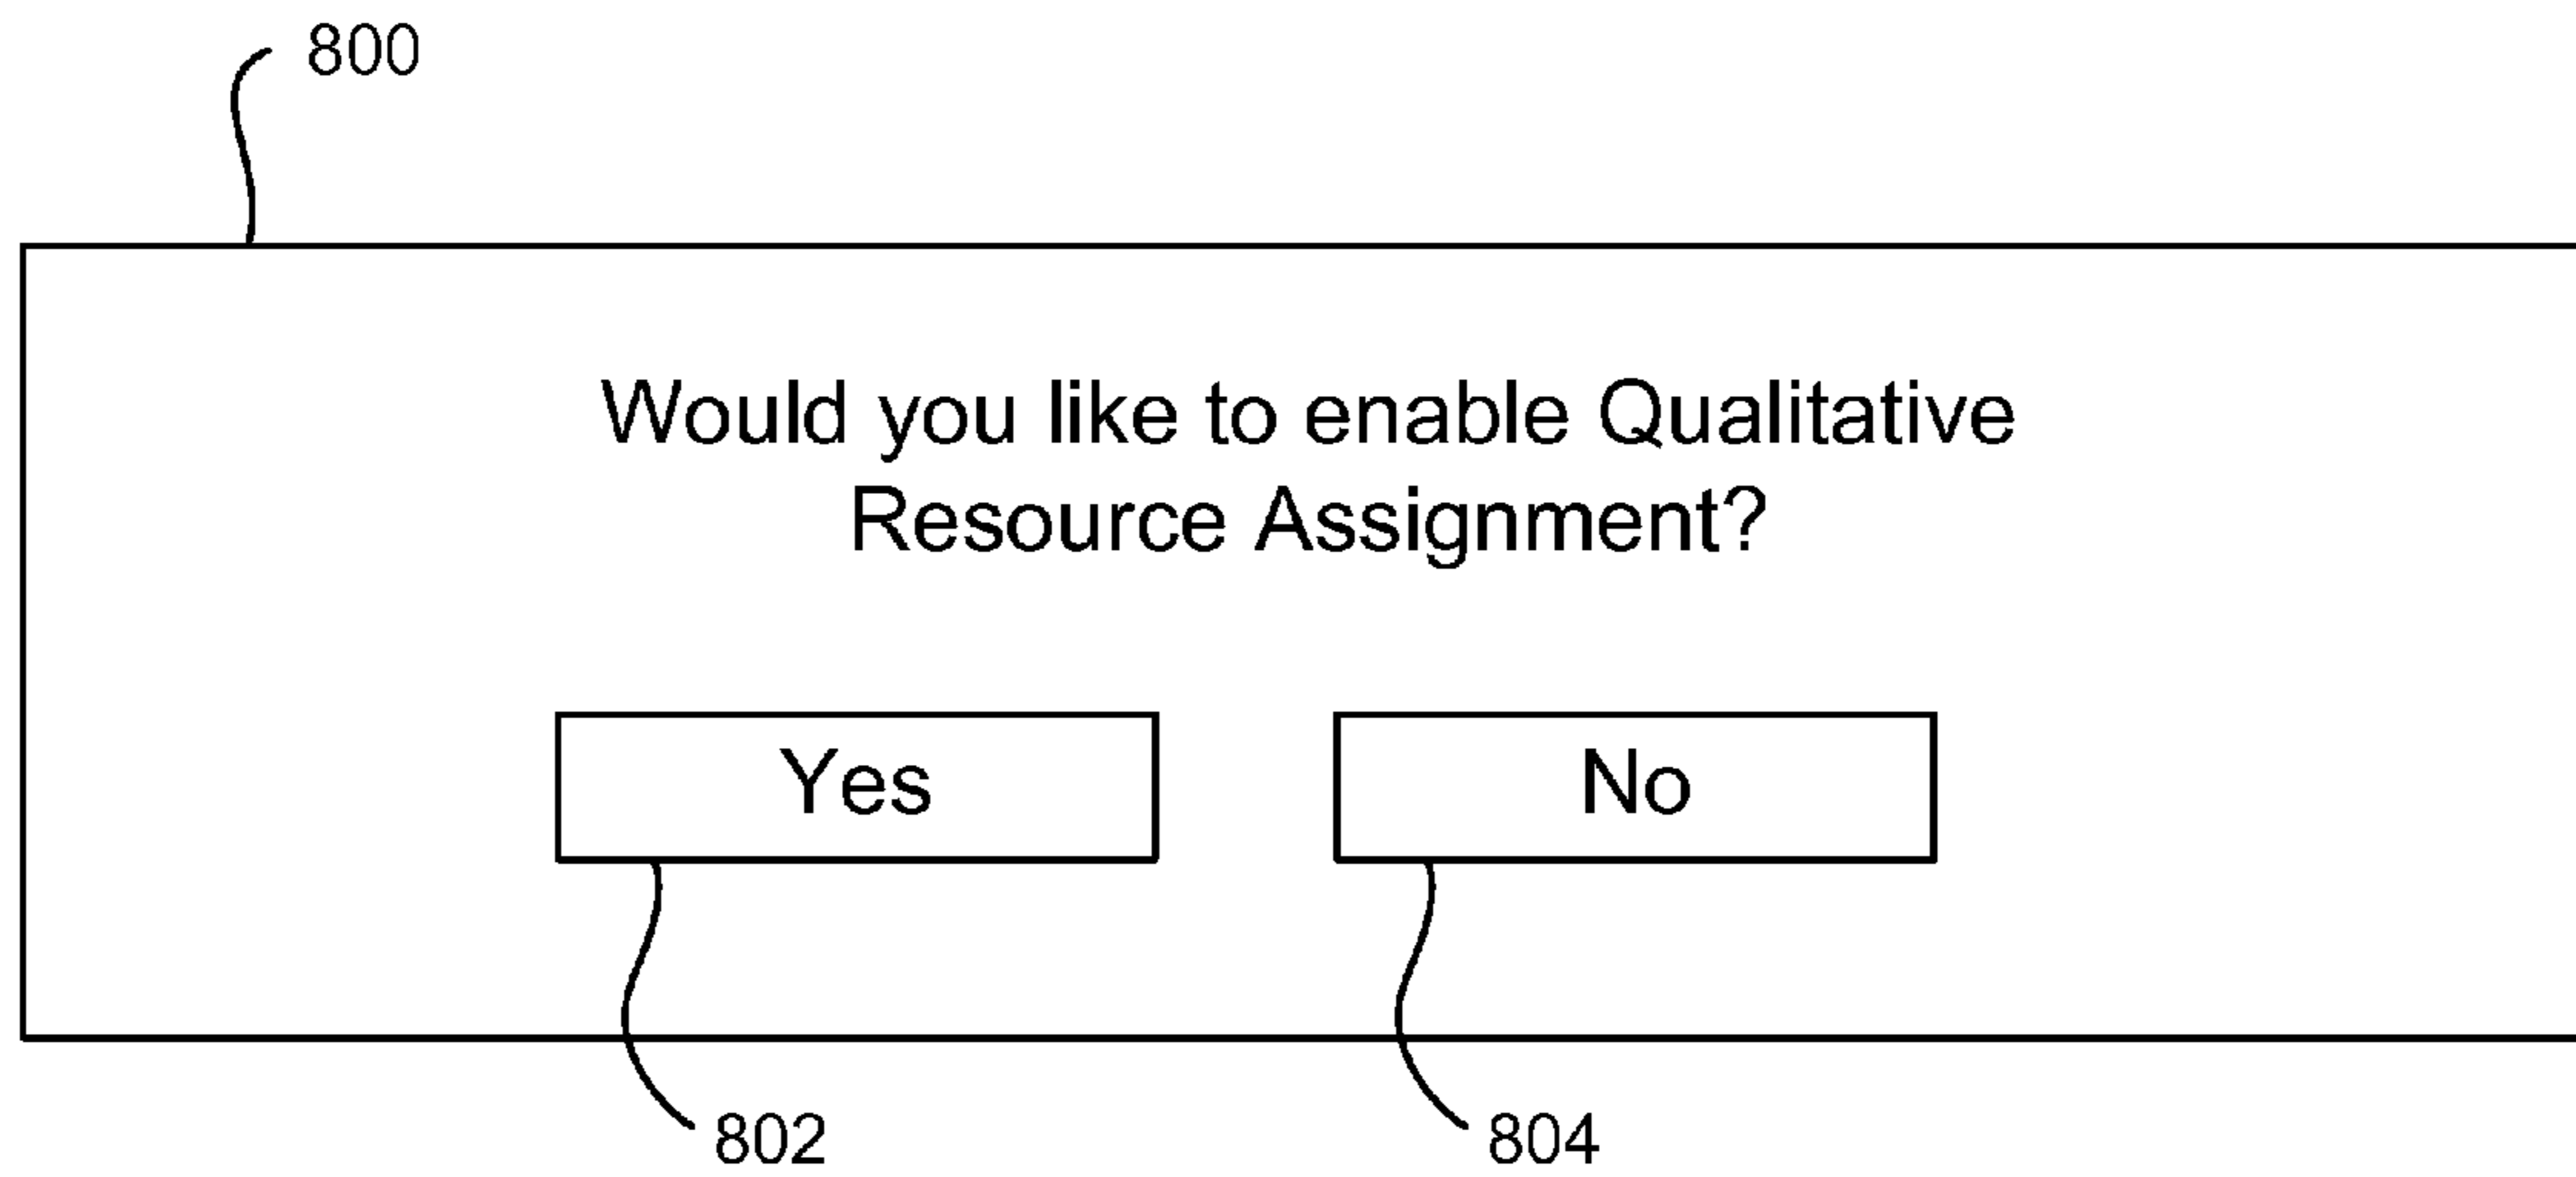 800
Would you like to enable Qualitative
Resource Assignment?
Yes No
802 804